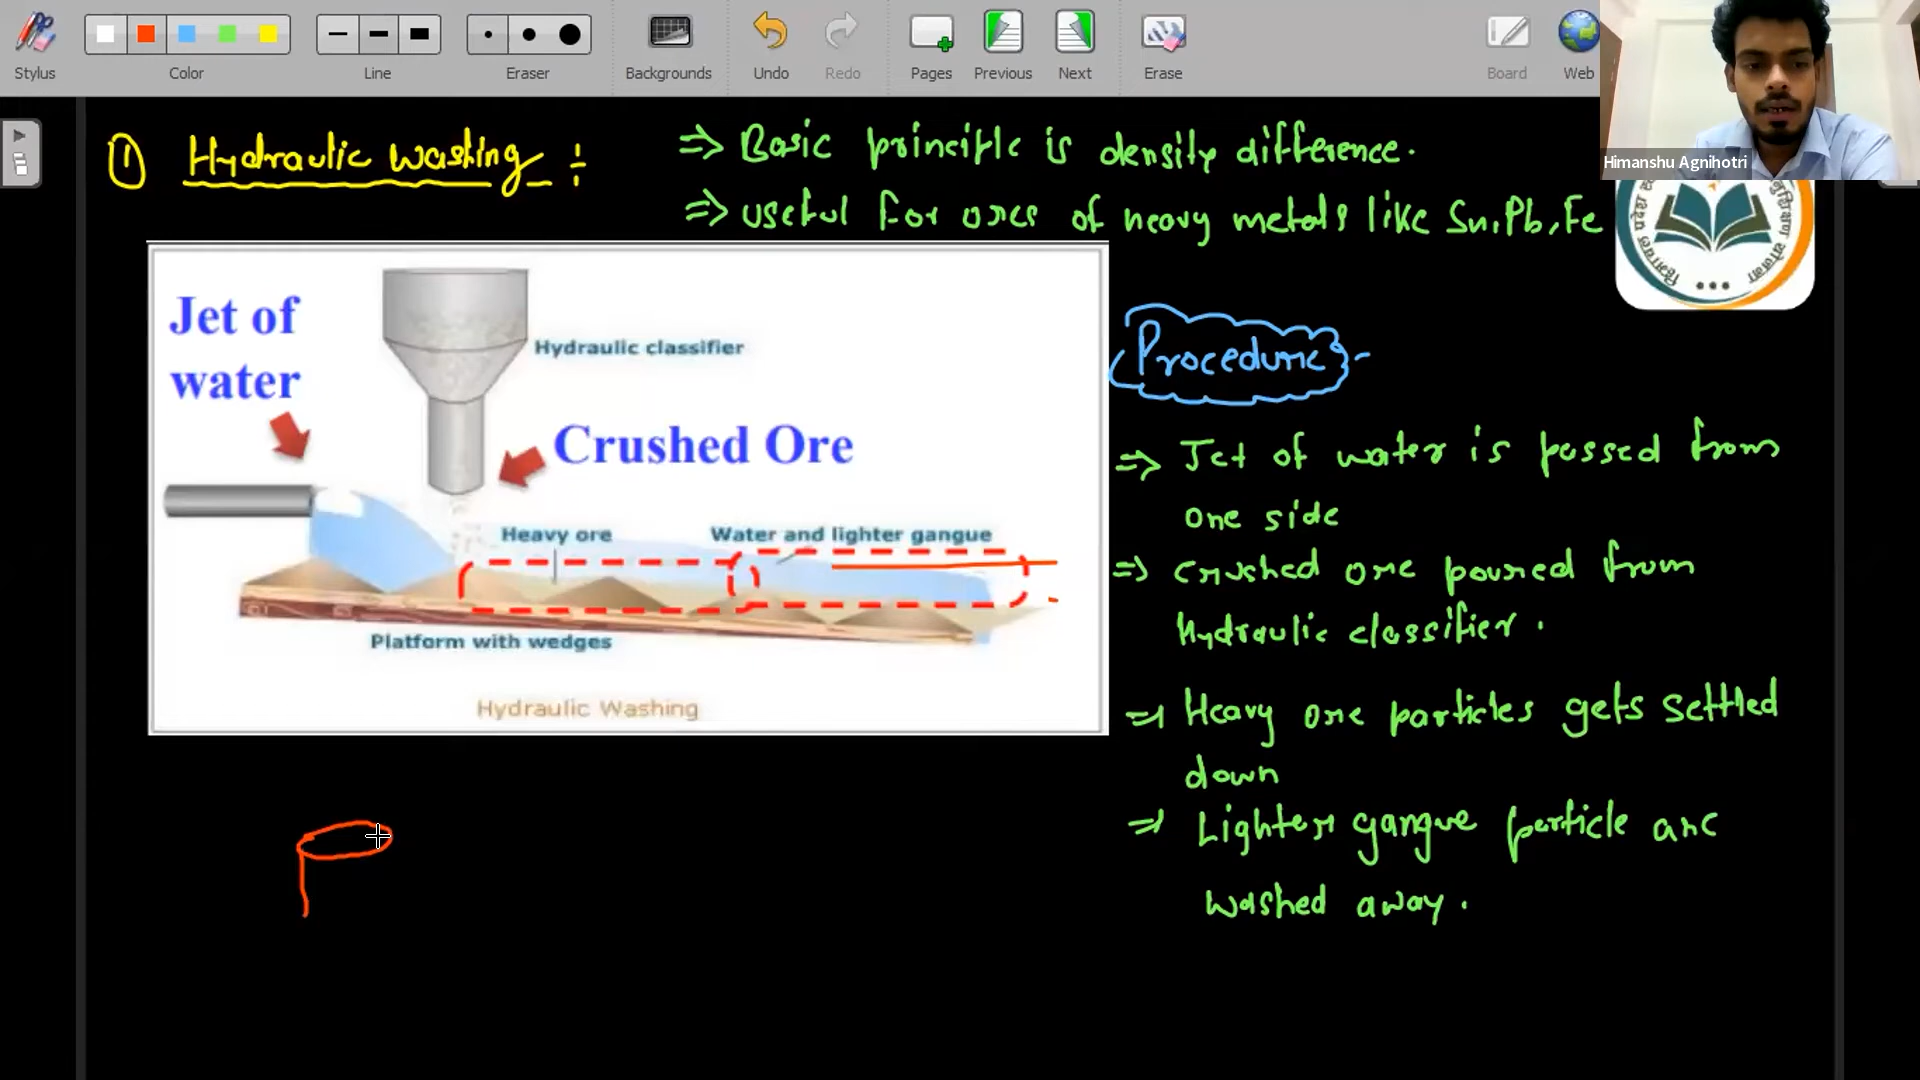 Stylus
Color
Line
Eraser
Backgrounds
Undo
Redo
Pages
Previous
Next
Erase
Board
Web
Himanshu Agnihotri
① Hydraulic washing :
⇒ Basic principle is density difference.
⇒ useful for ores of heavy metals like Sn, Pb, Fe
Jet of
water
Hydraulic classifier
Crushed Ore
Heavy ore
Water and lighter gangue
Platform with wedges
Hydraulic Washing
Procedure -
⇒ Jet of water is passed from
one side
⇒ crushed ore poured from
Hydraulic classifier.
⇒ Heavy ore particles gets settled
down
⇒ Lighter gangue particle are
washed away.